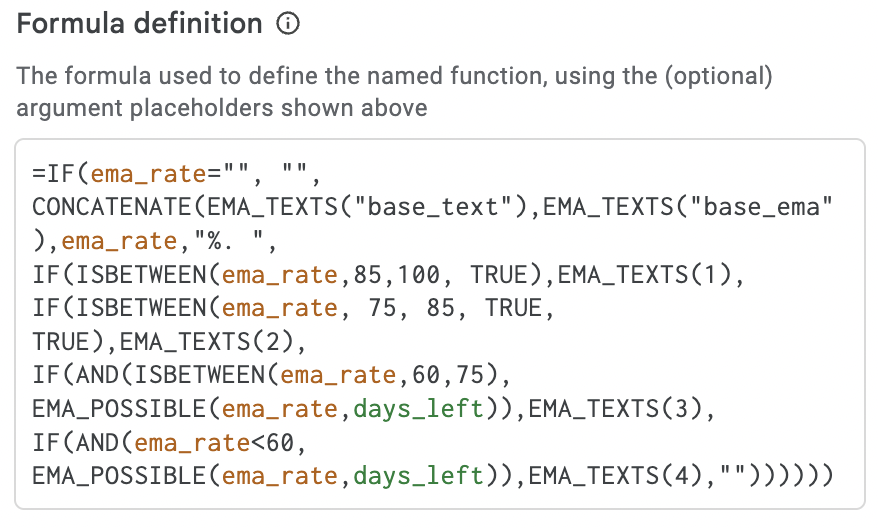 Formula definition
The formula used to define the named function, using the (optional)
argument placeholders shown above
=IF(ema_rate="", "",
CONCATENATE(EMA_TEXTS("base_text"),EMA_TEXTS("base_ema"
),ema_rate,"%. ",
IF(ISBETWEEN(ema_rate,85,100, TRUE),EMA_TEXTS(1),
IF(ISBETWEEN(ema_rate, 75, 85, TRUE,
TRUE),EMA_TEXTS(2),
IF(AND(ISBETWEEN(ema_rate,60,75),
EMA_POSSIBLE(ema_rate,days_left)),EMA_TEXTS(3),
IF(AND(ema_rate<60,
EMA_POSSIBLE(ema_rate,days_left)),EMA_TEXTS(4),""))))))